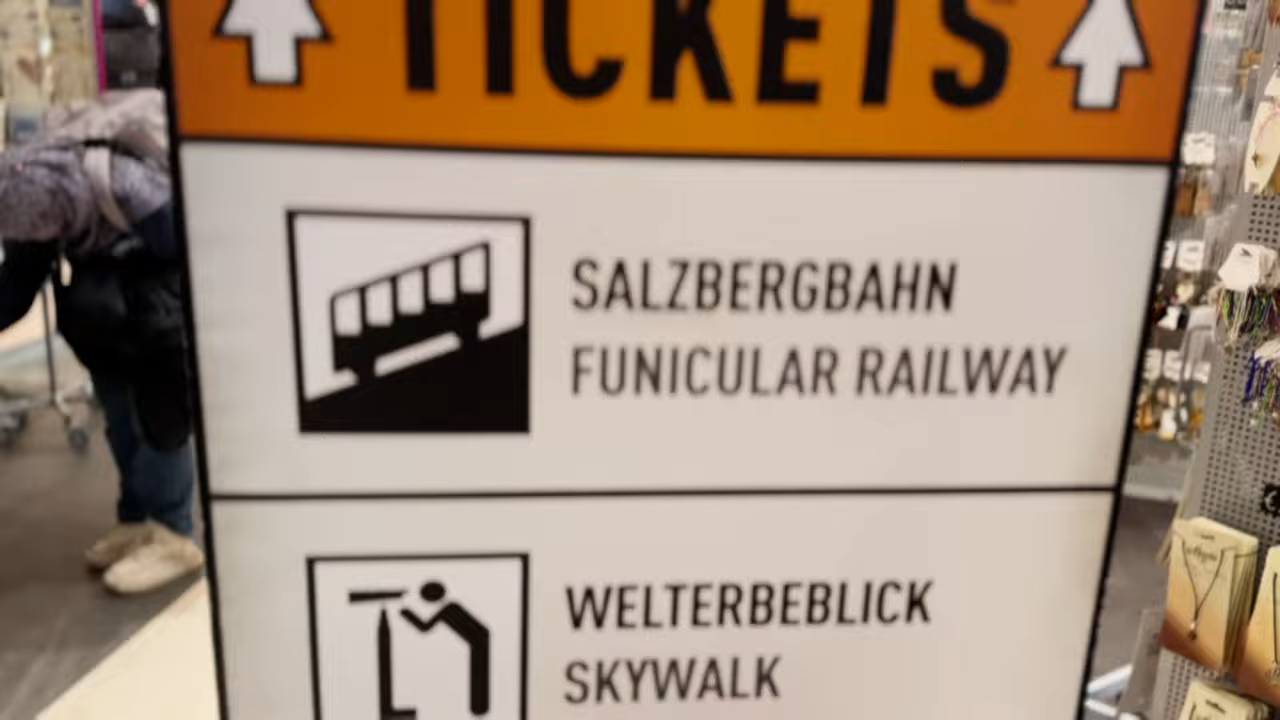 TICKETS
SALZBERGBAHN
FUNICULAR RAILWAY
WELTERBEBLICK
SKYWALK